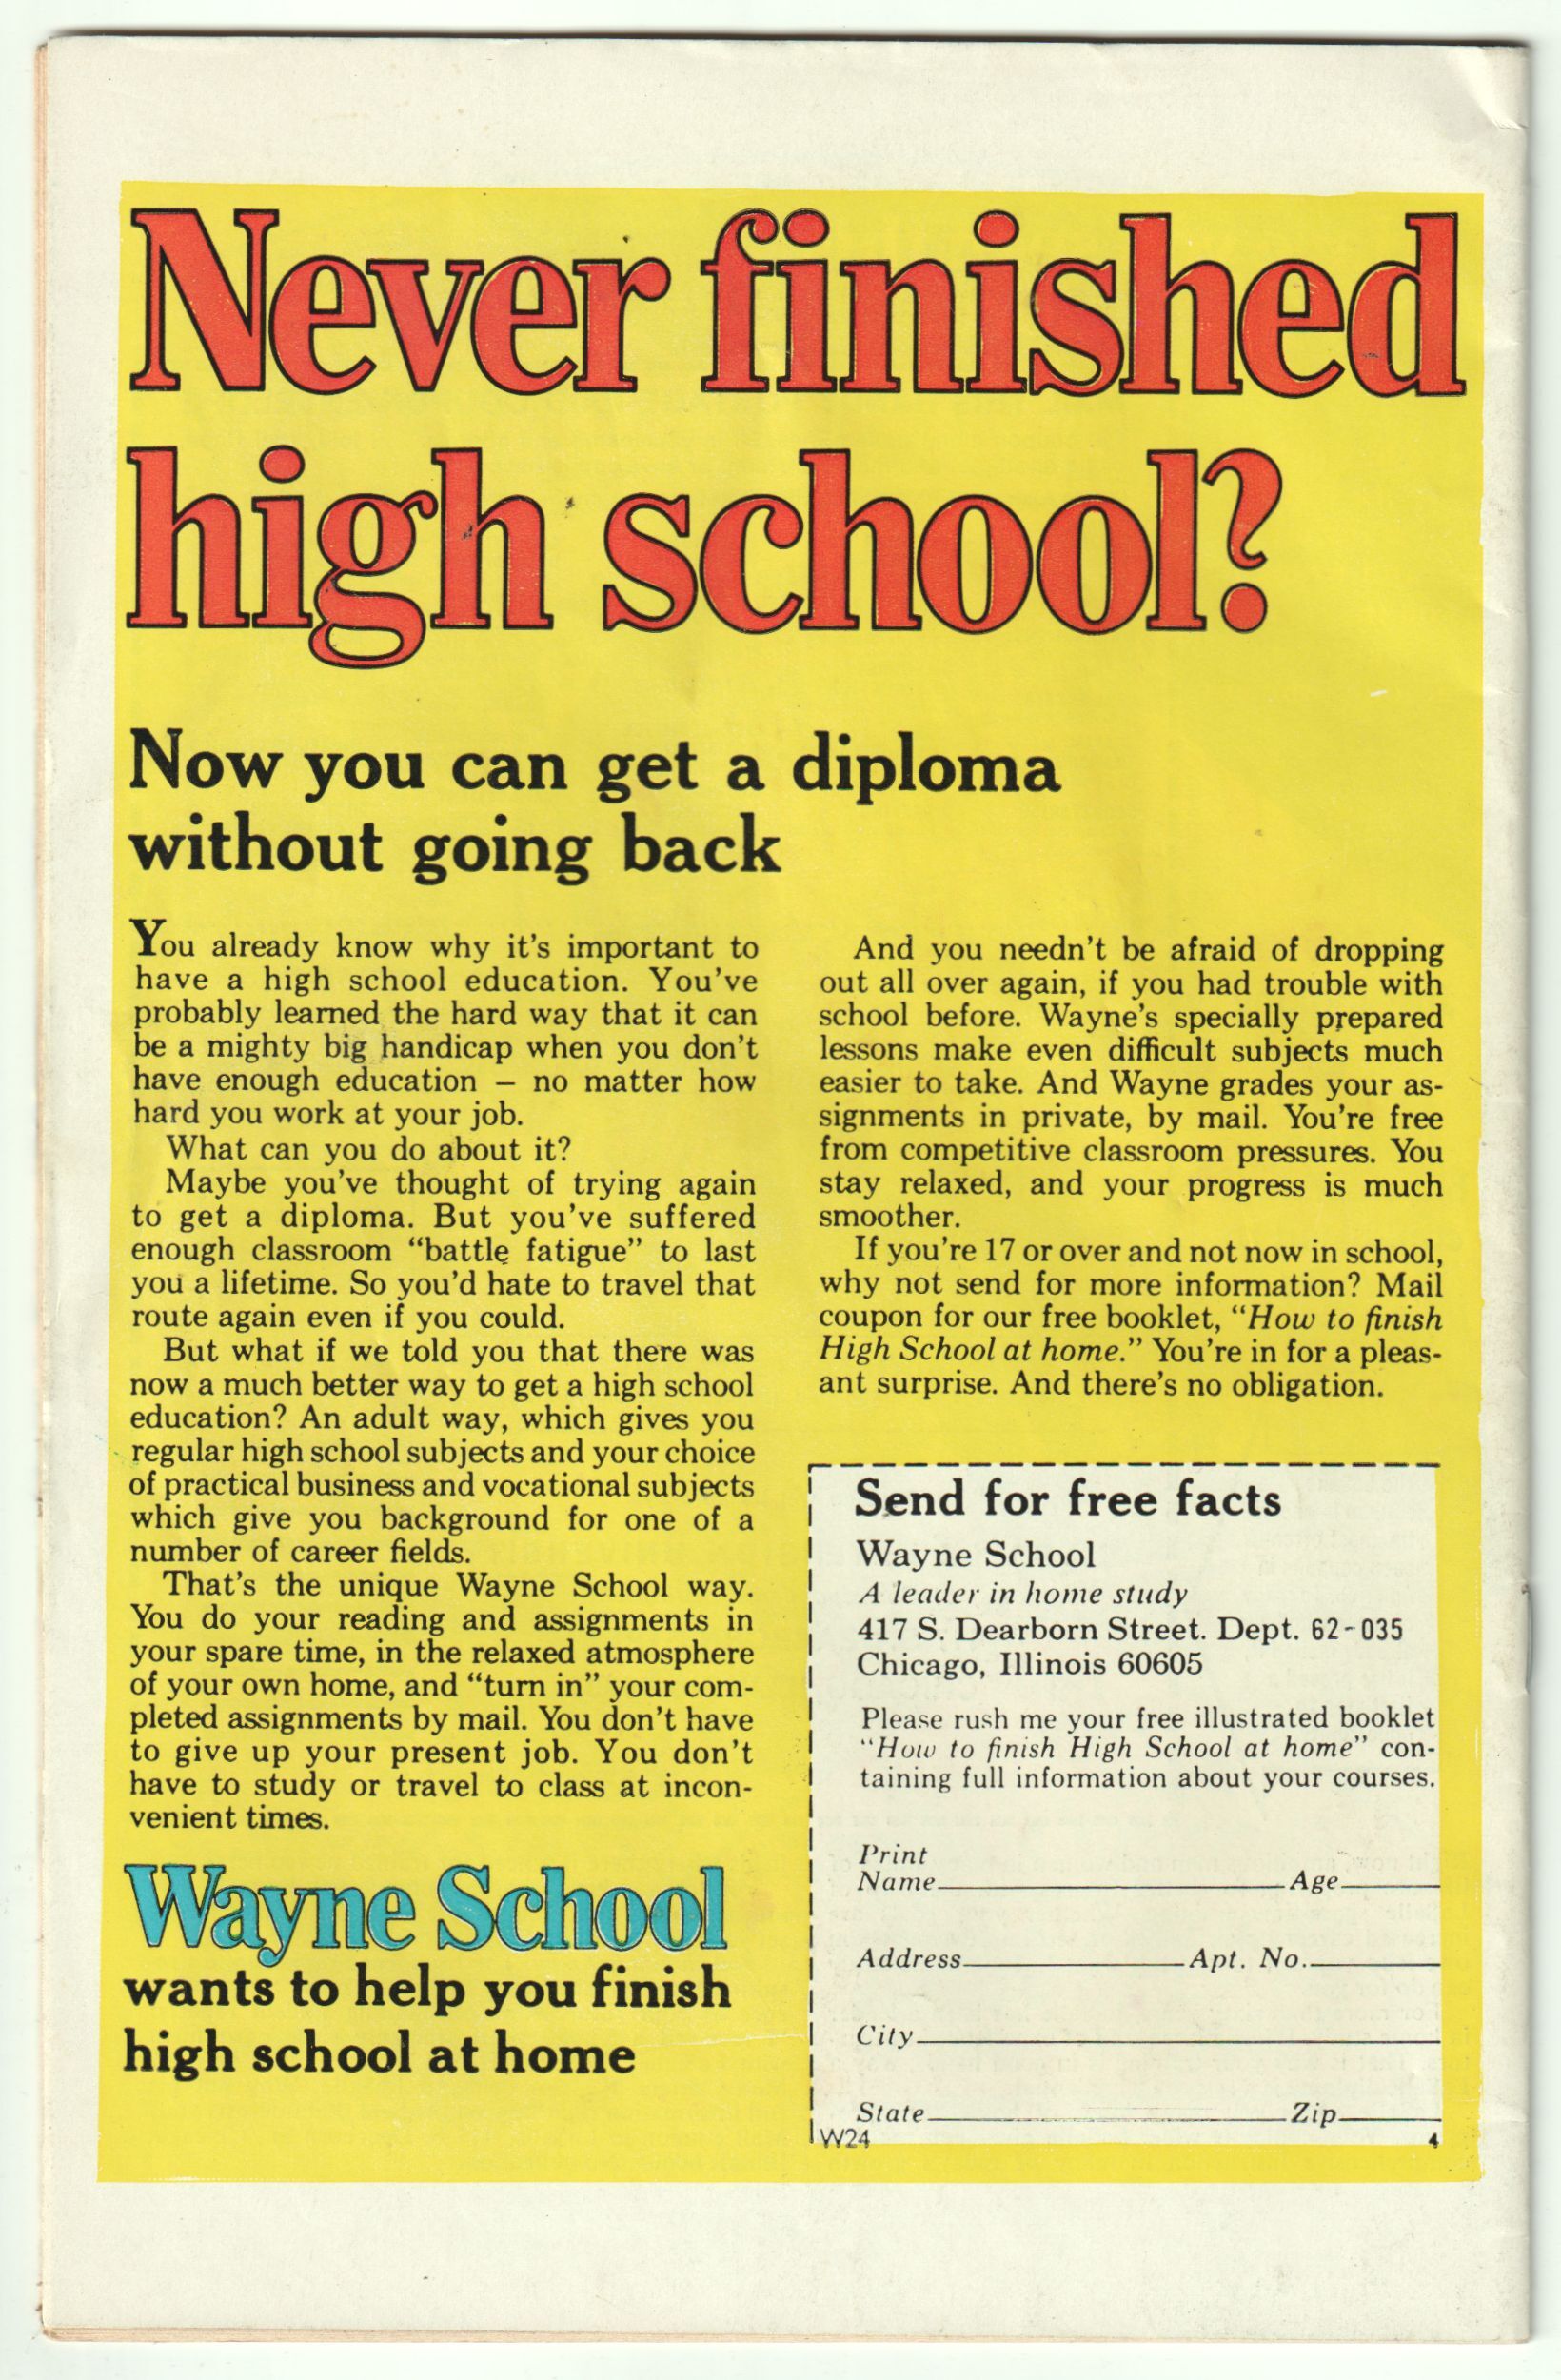 Never finished
high school?
Now you can get a diploma
without going back
You already know why it's important to
have a high school education. You've
probably learned the hard way that it can
be a mighty big handicap when you don't
have enough education – no matter how
hard you work at your job.
What can you do about it?
Maybe you've thought of trying again
to get a diploma. But you've suffered
enough classroom “battle fatigue” to last
you a lifetime. So you'd hate to travel that
route again even if you could.
But what if we told you that there was
now a much better way to get a high school
education? An adult way, which gives you
regular high school subjects and your choice
of practical business and vocational subjects
which give you background for one of a
number of career fields.
That's the unique Wayne School way.
You do your reading and assignments in
your spare time, in the relaxed atmosphere
of your own home, and “turn in” your com-
pleted assignments by mail. You don't have
to give up your present job. You don't
have to study or travel to class at incon-
venient times.
Wayne School
wants to help you finish
high school at home
And you needn't be afraid of dropping
out all over again, if you had trouble with
school before. Wayne's specially prepared
lessons make even difficult subjects much
easier to take. And Wayne grades your as-
signments in private, by mail. You're free
from competitive classroom pressures. You
stay relaxed, and your progress is much
smoother.
If you're 17 or over and not now in school,
why not send for more information? Mail
coupon for our free booklet, “How to finish
High School at home.” You're in for a pleas-
ant surprise. And there's no obligation.
Send for free facts
Wayne School
A leader in home study
417 S. Dearborn Street. Dept. 62-035
Chicago, Illinois 60605
Please rush me your free illustrated booklet
“How to finish High School at home” con-
taining full information about your courses.
Print
Name Age
Address Apt. No.
City
State Zip
W24 4